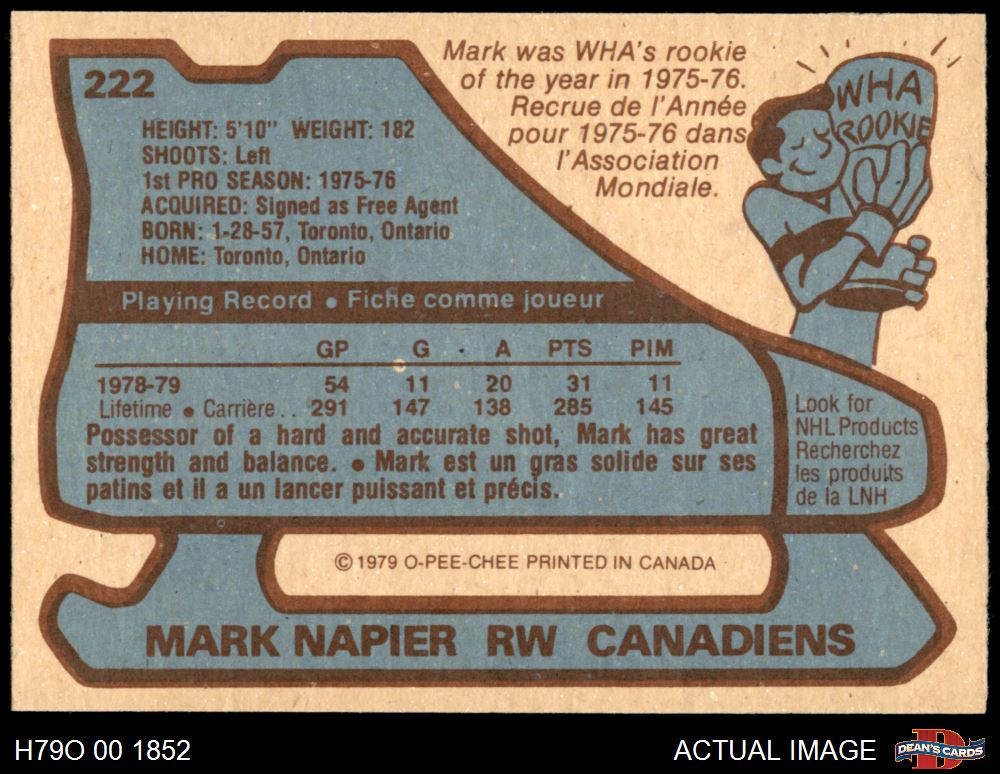 222
Mark was WHA's rookie
of the year in 1975-76.
Recrue de l'Année
pour 1975-76 dans
l'Association
Mondiale.
WHA
ROOKIE
HEIGHT: 5'10" WEIGHT: 182
SHOOTS: Left
1st PRO SEASON: 1975-76
ACQUIRED: Signed as Free Agent
BORN: 1-28-57, Toronto, Ontario
HOME: Toronto, Ontario
Playing Record • Fiche comme joueur
GP G A PTS PIM
1978-79 54 11 20 31 11
Lifetime • Carrière . . 291 147 138 285 145
Possessor of a hard and accurate shot, Mark has great
strength and balance. • Mark est un gras solide sur ses
patins et il a un lancer puissant et précis.
Look for
NHL Products
Recherchez
les produits
de la LNH
© 1979 O-PEE-CHEE PRINTED IN CANADA
MARK NAPIER RW CANADIENS
H79O 00 1852
ACTUAL IMAGE
DEAN'S CARDS